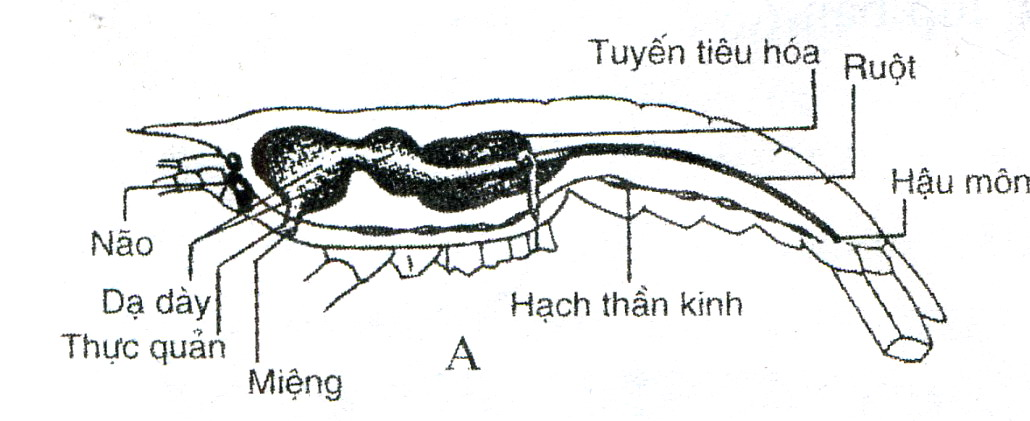 Tuyến tiêu hóa
Ruột
Hậu môn
Não
Dạ dày
Hạch thần kinh
Thực quản
A
Miệng